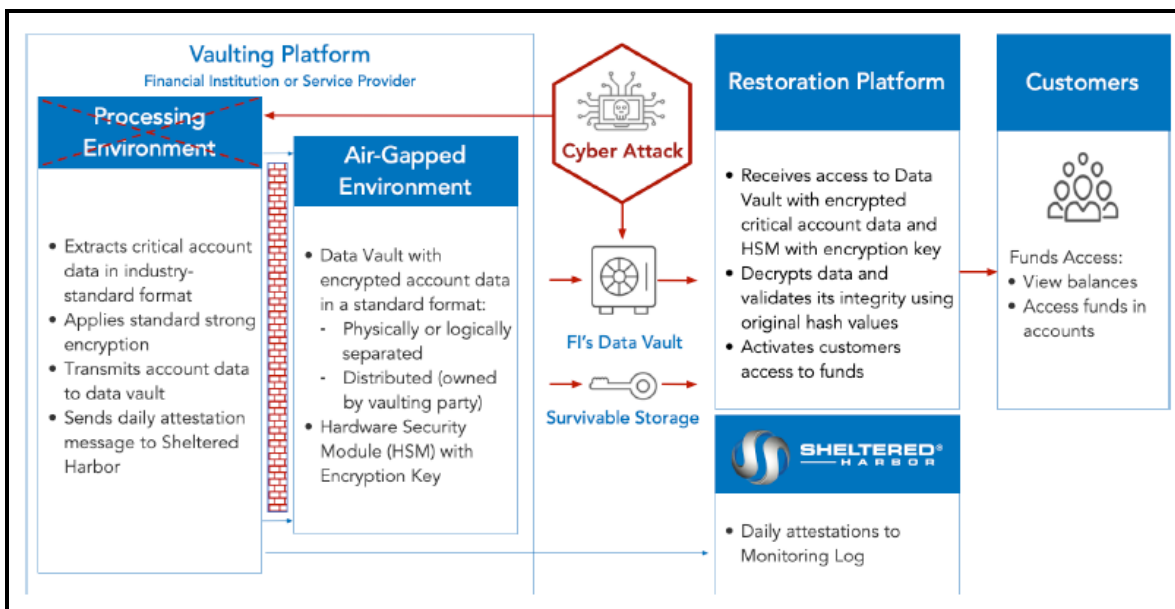 Vaulting Platform
Financial Institution or Service Provider
Processing
Environment
• Extracts critical account
data in industry-
standard format
• Applies standard strong
encryption
• Transmits account data
to data vault
• Sends daily attestation
message to Sheltered
Harbor
Air-Gapped
Environment
• Data Vault with
encrypted account data
in a standard format:
- Physically or logically
separated
- Distributed (owned
by vaulting party)
• Hardware Security
Module (HSM) with
Encryption Key
Cyber Attack
FI's Data Vault
Survivable Storage
Restoration Platform
• Receives access to Data
Vault with encrypted
critical account data and
HSM with encryption key
• Decrypts data and
validates its integrity using
original hash values
• Activates customers
access to funds
SHELTERED®
HARBOR
• Daily attestations to
Monitoring Log
Customers
Funds Access:
• View balances
• Access funds in
accounts